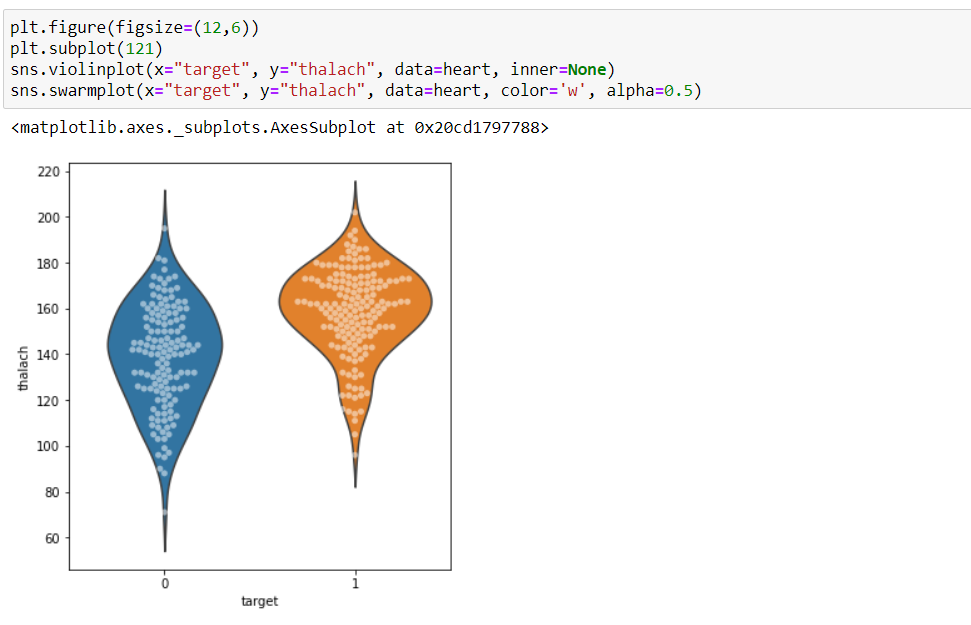 plt.figure(figsize=(12,6))
plt.subplot(121)
sns.violinplot(x="target", y="thalach", data=heart, inner=None)
sns.swarmplot(x="target", y="thalach", data=heart, color='w', alpha=0.5)
<matplotlib.axes._subplots.AxesSubplot at 0x20cd1797788>
220
200
180
160
140
120
100
80
60
thalach
0 1
target